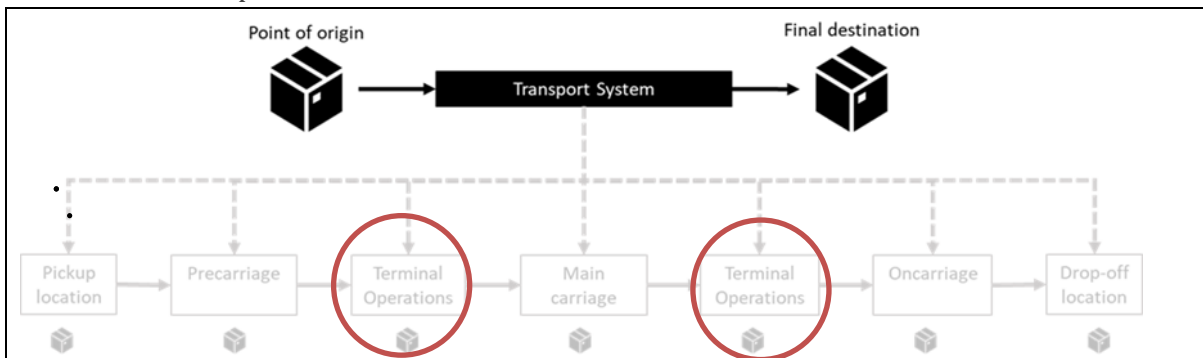 Point of origin
Final destination
Transport System
Pickup
location
Precarriage
Terminal
Operations
Main
carriage
Terminal
Operations
Oncarriage
Drop-off
location